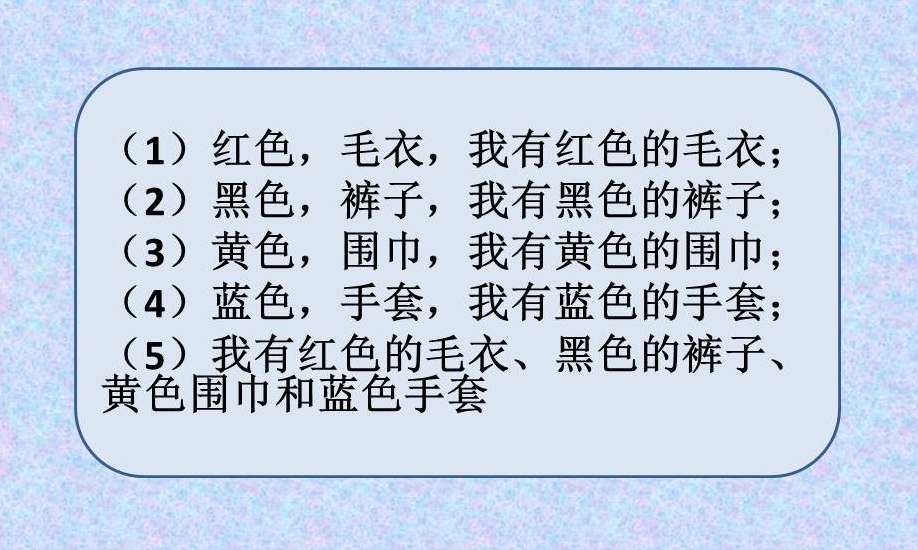 （1）红色，毛衣，我有红色的毛衣；
（2）黑色，裤子，我有黑色的裤子；
（3）黄色，围巾，我有黄色的围巾；
（4）蓝色，手套，我有蓝色的手套；
（5）我有红色的毛衣、黑色的裤子、
黄色围巾和蓝色手套